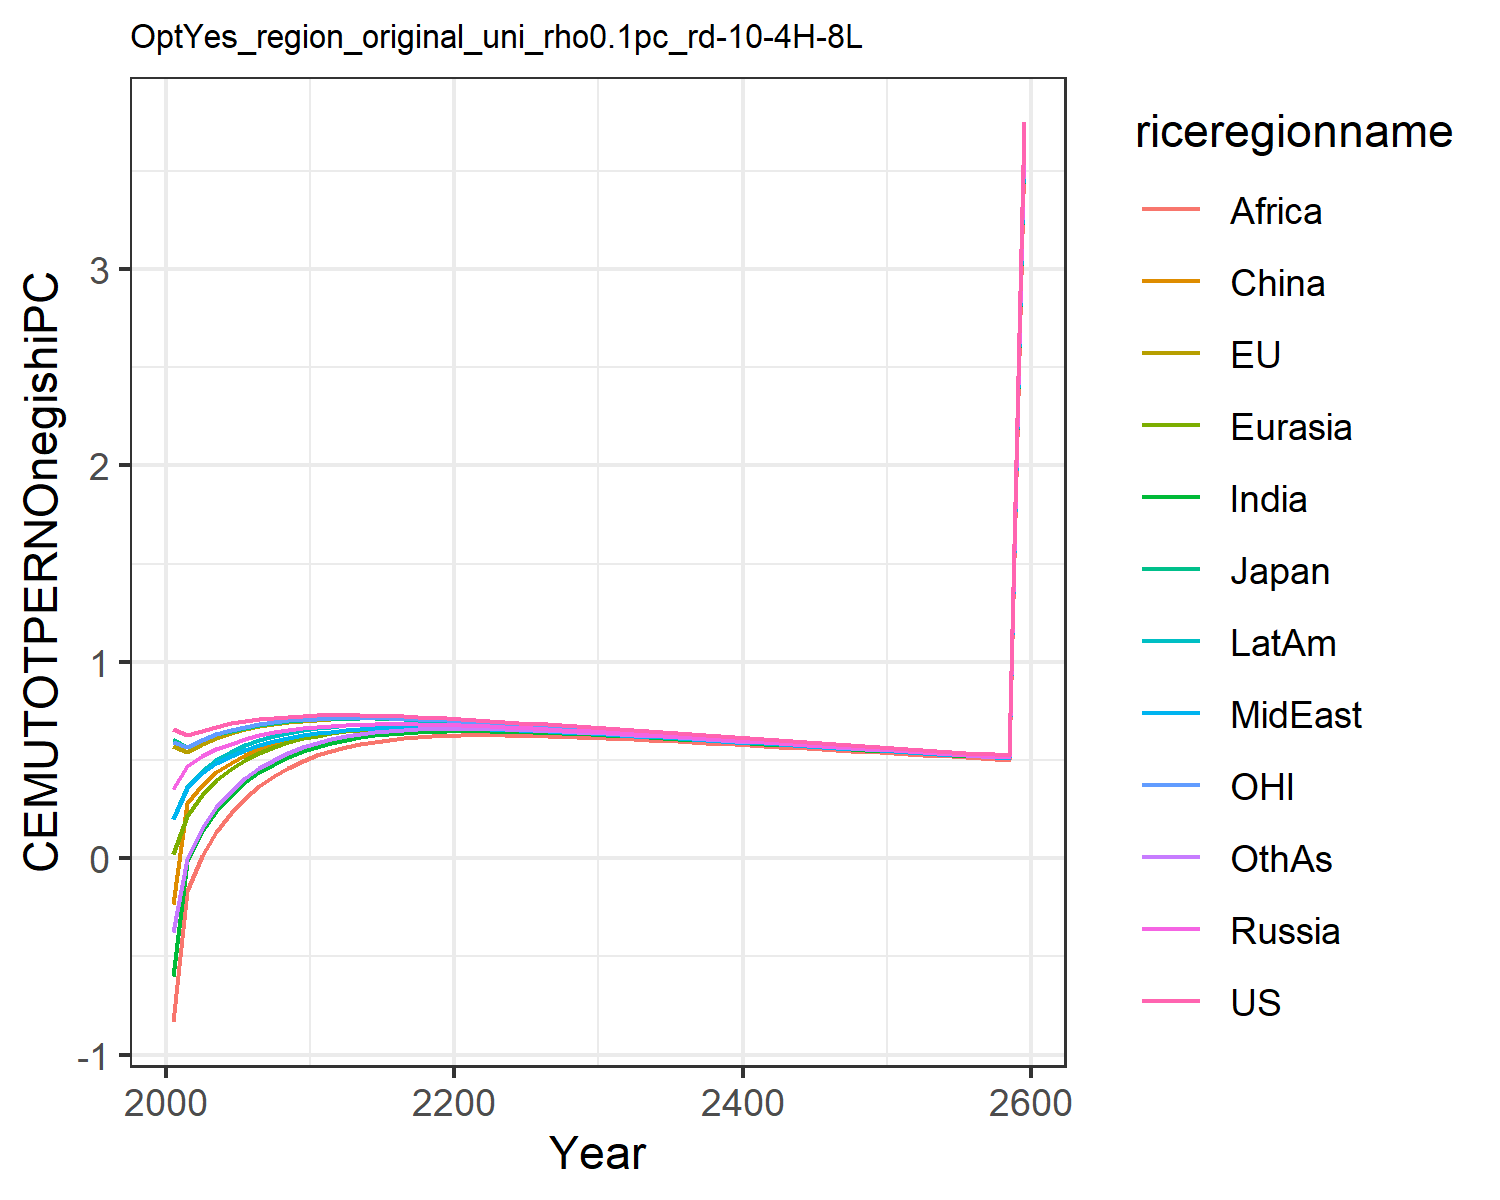 OptYes_region_original_uni_rho0.1pc_rd-10-4H-8L
CEMUTOTPERNOnegishiPC
3
2
1
0
-1
2000
2200
2400
2600
Year
riceregionname
Africa
China
EU
Eurasia
India
Japan
LatAm
MidEast
OHI
OthAs
Russia
US